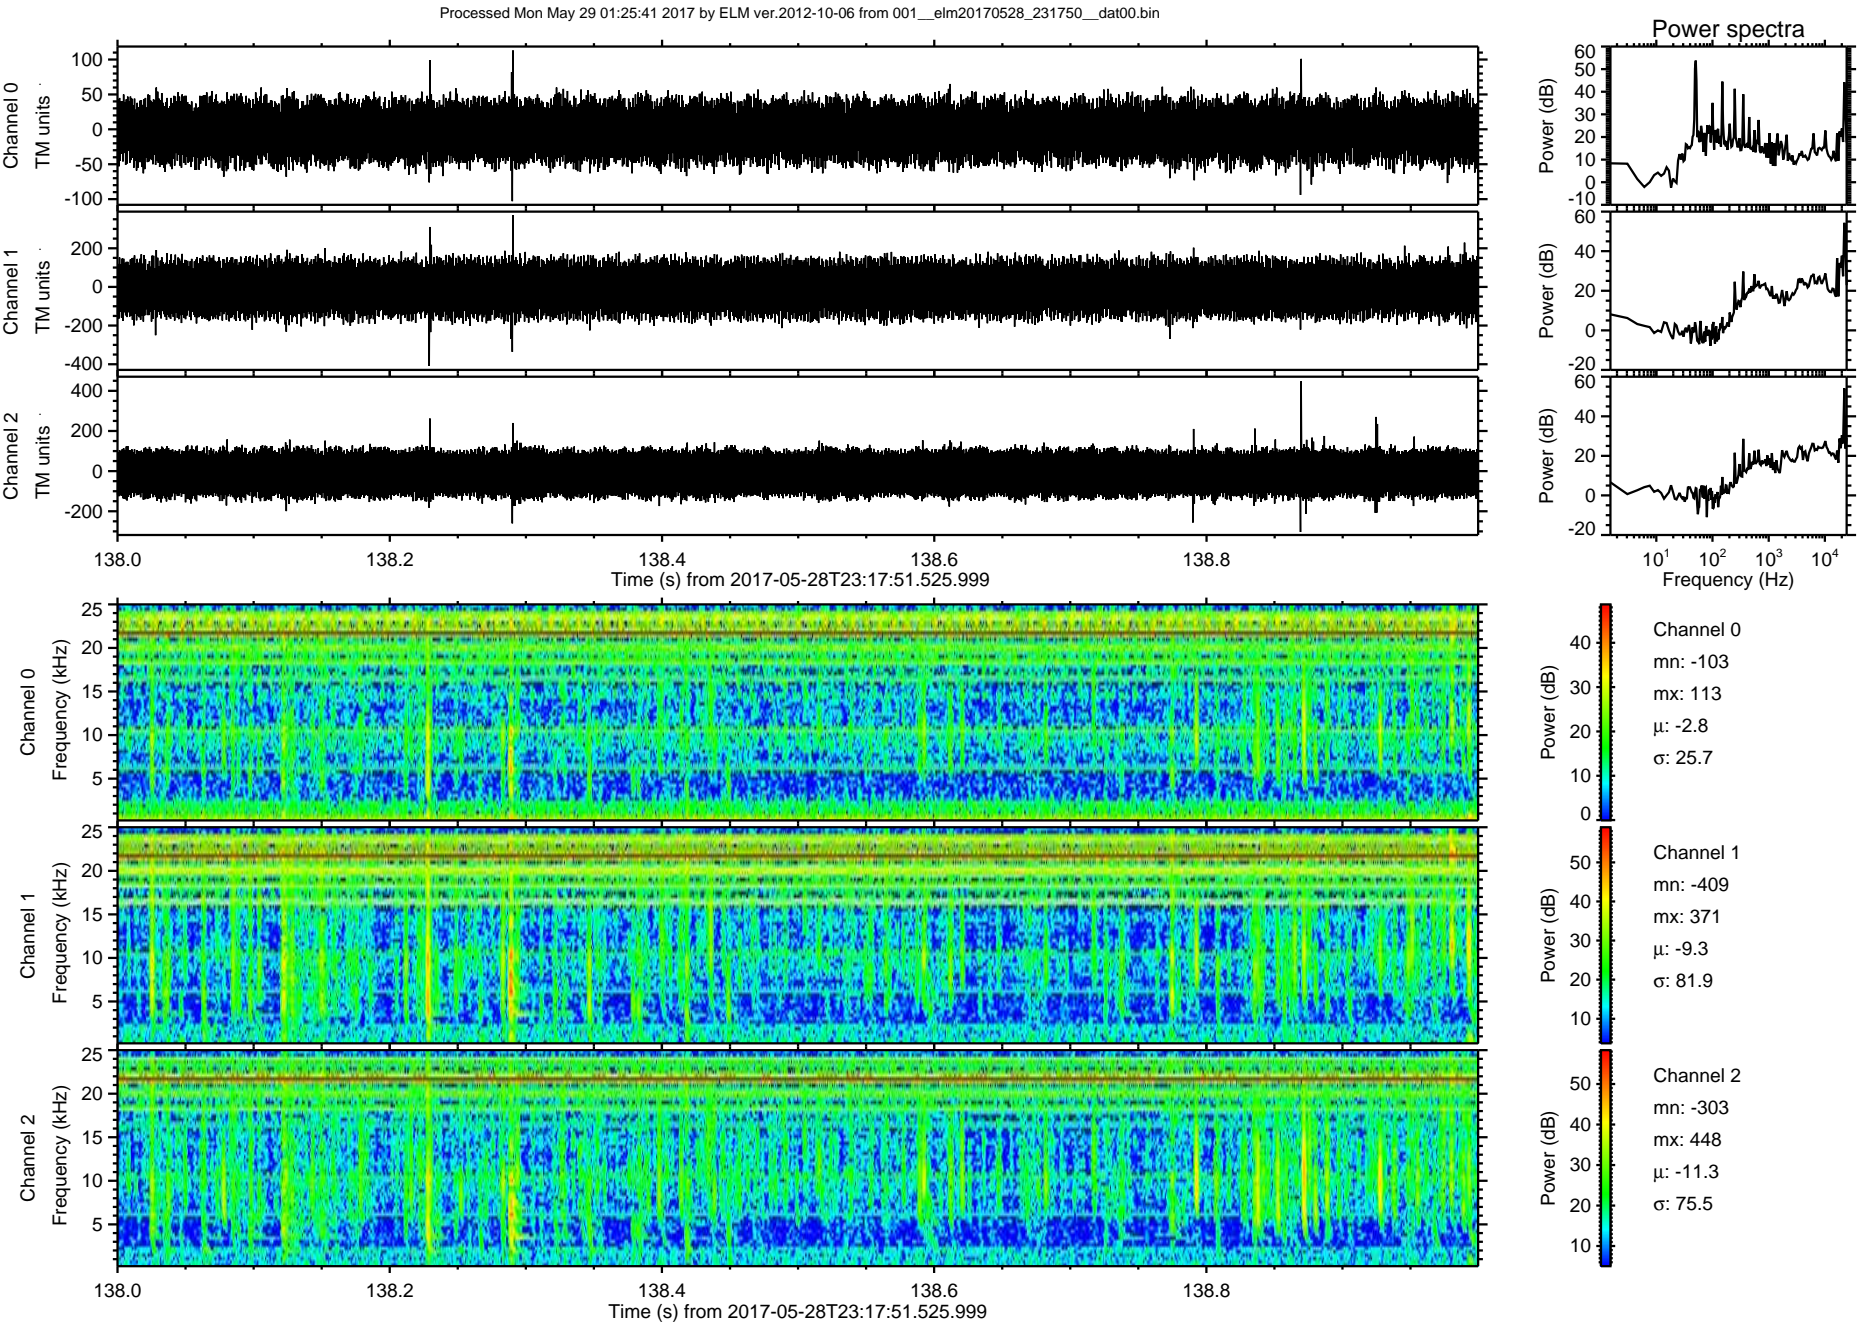 Processed Mon May 29 01:25:41 2017 by ELM ver.2012-10-06 from 001__elm20170528_231750__dat00.bin
Power spectra
Channel 0
TM units
100
50
0
-50
-100
Power (dB)
60
50
40
30
20
10
0
-10
Channel 1
TM units
200
0
-200
-400
Power (dB)
60
40
20
0
-20
Channel 2
TM units
400
200
0
-200
Power (dB)
60
40
20
0
-20
138.0 138.2 138.4 138.6 138.8
Time (s) from 2017-05-28T23:17:51.525.999
10¹ 10² 10³ 10⁴
Frequency (Hz)
Channel 0
Frequency (kHz)
25
20
15
10
5
Power (dB)
40
30
20
10
0
Channel 0
mn: -103
mx: 113
μ: -2.8
σ: 25.7
Channel 1
Frequency (kHz)
25
20
15
10
5
Power (dB)
50
40
30
20
10
Channel 1
mn: -409
mx: 371
μ: -9.3
σ: 81.9
Channel 2
Frequency (kHz)
25
20
15
10
5
Power (dB)
50
40
30
20
10
Channel 2
mn: -303
mx: 448
μ: -11.3
σ: 75.5
138.0 138.2 138.4 138.6 138.8
Time (s) from 2017-05-28T23:17:51.525.999